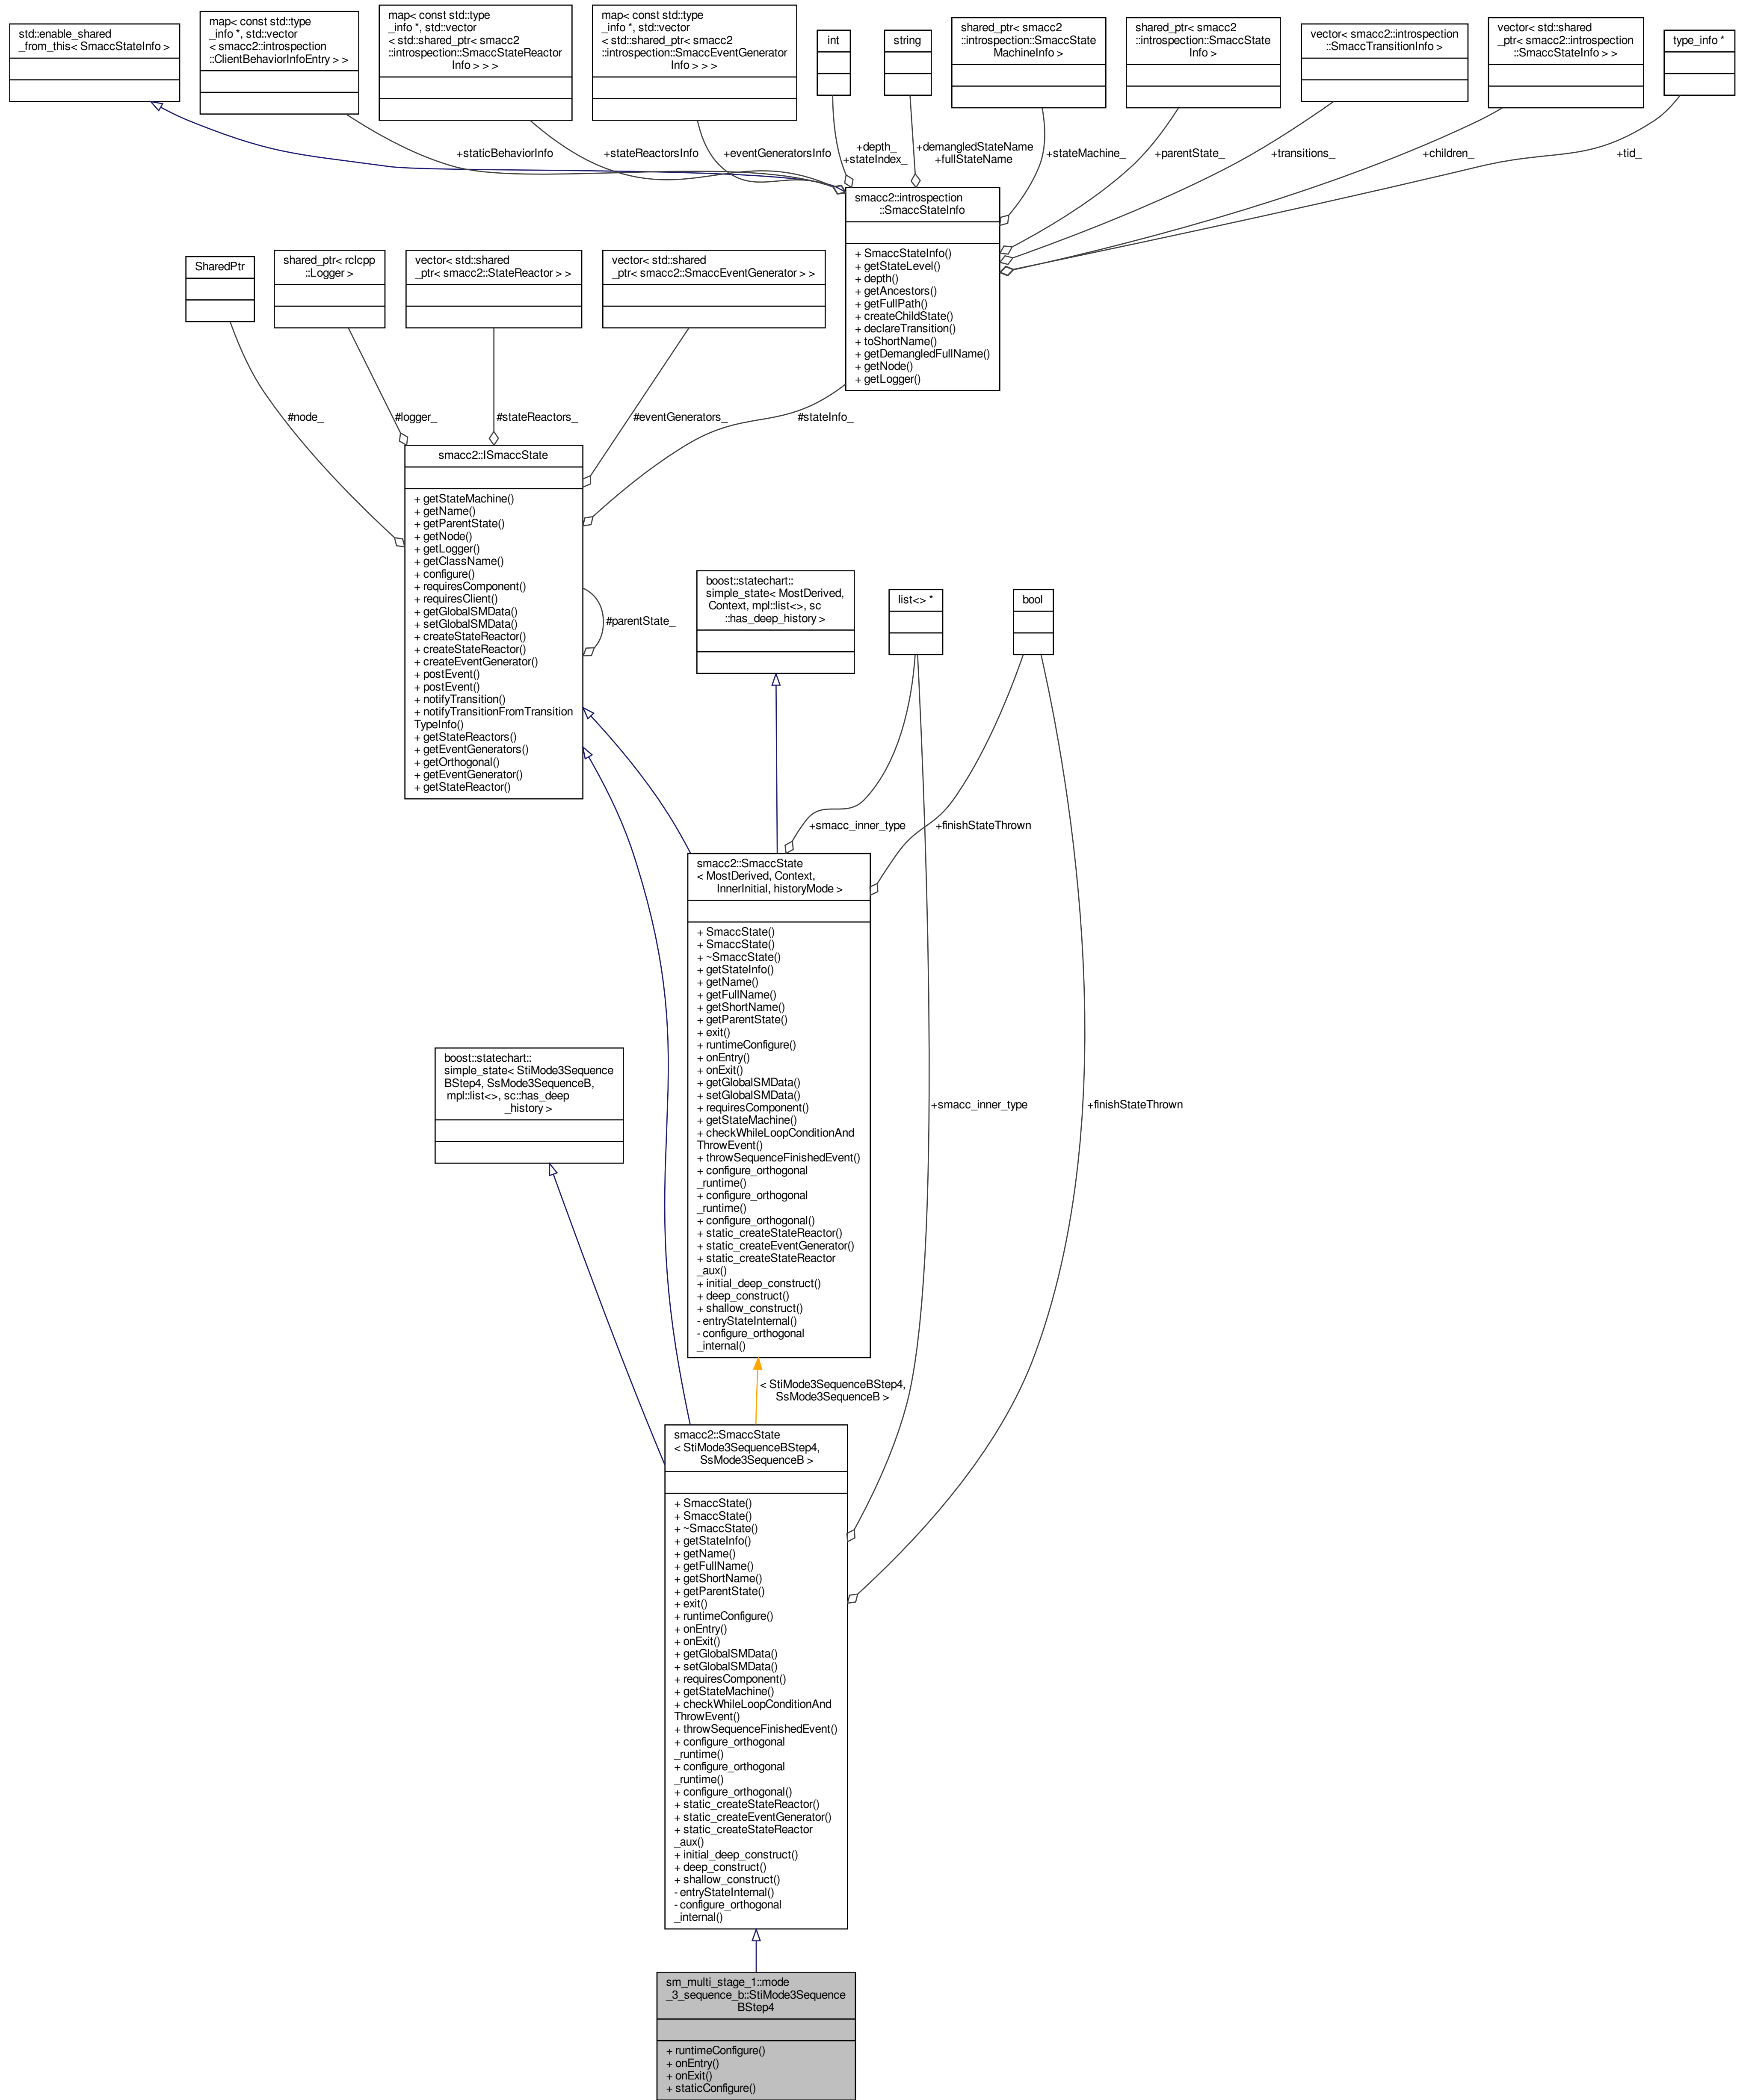 std::enable_shared
_from_this< SmaccStateInfo >
map< const std::type
_info *, std::vector
< smacc2::introspection
::ClientBehaviorInfoEntry > >
map< const std::type
_info *, std::vector
< std::shared_ptr< smacc2
::introspection::SmaccStateReactor
Info > > >
map< const std::type
_info *, std::vector
< std::shared_ptr< smacc2
::introspection::SmaccEventGenerator
Info > > >
int
string
shared_ptr< smacc2
::introspection::SmaccState
MachineInfo >
shared_ptr< smacc2
::introspection::SmaccState
Info >
vector< smacc2::introspection
::SmaccTransitionInfo >
vector< std::shared
_ptr< smacc2::introspection
::SmaccStateInfo > >
type_info *
+staticBehaviorInfo
+stateReactorsInfo
+eventGeneratorsInfo
+depth_
+stateIndex_
+demangledStateName
+fullStateName
+stateMachine_
+parentState_
+transitions_
+children_
+tid_
smacc2::introspection
::SmaccStateInfo
+ SmaccStateInfo()
+ getStateLevel()
+ depth()
+ getAncestors()
+ getFullPath()
+ createChildState()
+ declareTransition()
+ toShortName()
+ getDemangledFullName()
+ getNode()
+ getLogger()
SharedPtr
shared_ptr< rclcpp
::Logger >
vector< std::shared
_ptr< smacc2::StateReactor > >
vector< std::shared
_ptr< smacc2::SmaccEventGenerator > >
#node_
#logger_
#stateReactors_
#eventGenerators_
#stateInfo_
smacc2::ISmaccState
+ getStateMachine()
+ getName()
+ getParentState()
+ getNode()
+ getLogger()
+ getClassName()
+ configure()
+ requiresComponent()
+ requiresClient()
+ getGlobalSMData()
+ setGlobalSMData()
+ createStateReactor()
+ createStateReactor()
+ createEventGenerator()
+ postEvent()
+ postEvent()
+ notifyTransition()
+ notifyTransitionFromTransition
TypeInfo()
+ getStateReactors()
+ getEventGenerators()
+ getOrthogonal()
+ getEventGenerator()
+ getStateReactor()
#parentState_
boost::statechart::
simple_state< MostDerived,
Context, mpl::list<>, sc
::has_deep_history >
list<> *
bool
+smacc_inner_type
+finishStateThrown
smacc2::SmaccState
< MostDerived, Context,
InnerInitial, historyMode >
+ SmaccState()
+ SmaccState()
+ ~SmaccState()
+ getStateInfo()
+ getName()
+ getFullName()
+ getShortName()
+ getParentState()
+ exit()
+ runtimeConfigure()
+ onEntry()
+ onExit()
+ getGlobalSMData()
+ setGlobalSMData()
+ requiresComponent()
+ getStateMachine()
+ checkWhileLoopConditionAnd
ThrowEvent()
+ throwSequenceFinishedEvent()
+ configure_orthogonal
_runtime()
+ configure_orthogonal
_runtime()
+ configure_orthogonal()
+ static_createStateReactor()
+ static_createEventGenerator()
+ static_createStateReactor
_aux()
+ initial_deep_construct()
+ deep_construct()
+ shallow_construct()
- entryStateInternal()
- configure_orthogonal
_internal()
boost::statechart::
simple_state< StiMode3Sequence
BStep4, SsMode3SequenceB,
mpl::list<>, sc::has_deep
_history >
+smacc_inner_type
+finishStateThrown
< StiMode3SequenceBStep4,
SsMode3SequenceB >
smacc2::SmaccState
< StiMode3SequenceBStep4,
SsMode3SequenceB >
+ SmaccState()
+ SmaccState()
+ ~SmaccState()
+ getStateInfo()
+ getName()
+ getFullName()
+ getShortName()
+ getParentState()
+ exit()
+ runtimeConfigure()
+ onEntry()
+ onExit()
+ getGlobalSMData()
+ setGlobalSMData()
+ requiresComponent()
+ getStateMachine()
+ checkWhileLoopConditionAnd
ThrowEvent()
+ throwSequenceFinishedEvent()
+ configure_orthogonal
_runtime()
+ configure_orthogonal
_runtime()
+ configure_orthogonal()
+ static_createStateReactor()
+ static_createEventGenerator()
+ static_createStateReactor
_aux()
+ initial_deep_construct()
+ deep_construct()
+ shallow_construct()
- entryStateInternal()
- configure_orthogonal
_internal()
sm_multi_stage_1::mode
_3_sequence_b::StiMode3Sequence
BStep4
+ runtimeConfigure()
+ onEntry()
+ onExit()
+ staticConfigure()